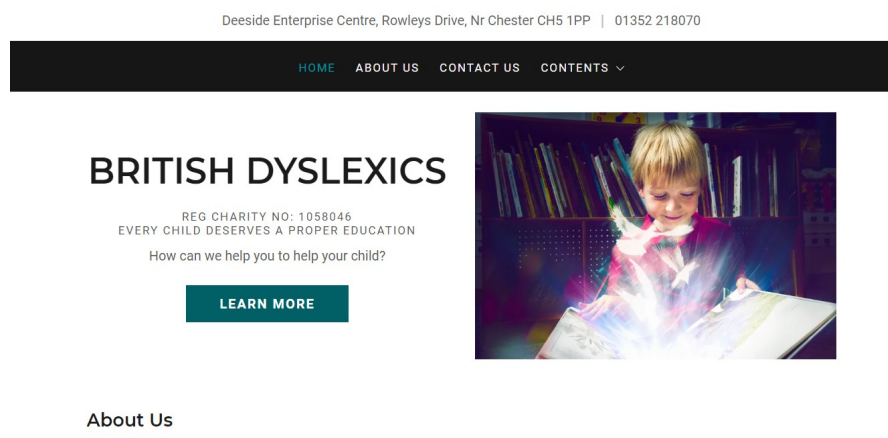 Deeside Enterprise Centre, Rowleys Drive, Nr Chester CH5 1PP | 01352 218070
HOME ABOUT US CONTACT US CONTENTS
BRITISH DYSLEXICS
REG CHARITY NO: 1058046
EVERY CHILD DESERVES A PROPER EDUCATION
How can we help you to help your child?
LEARN MORE
About Us